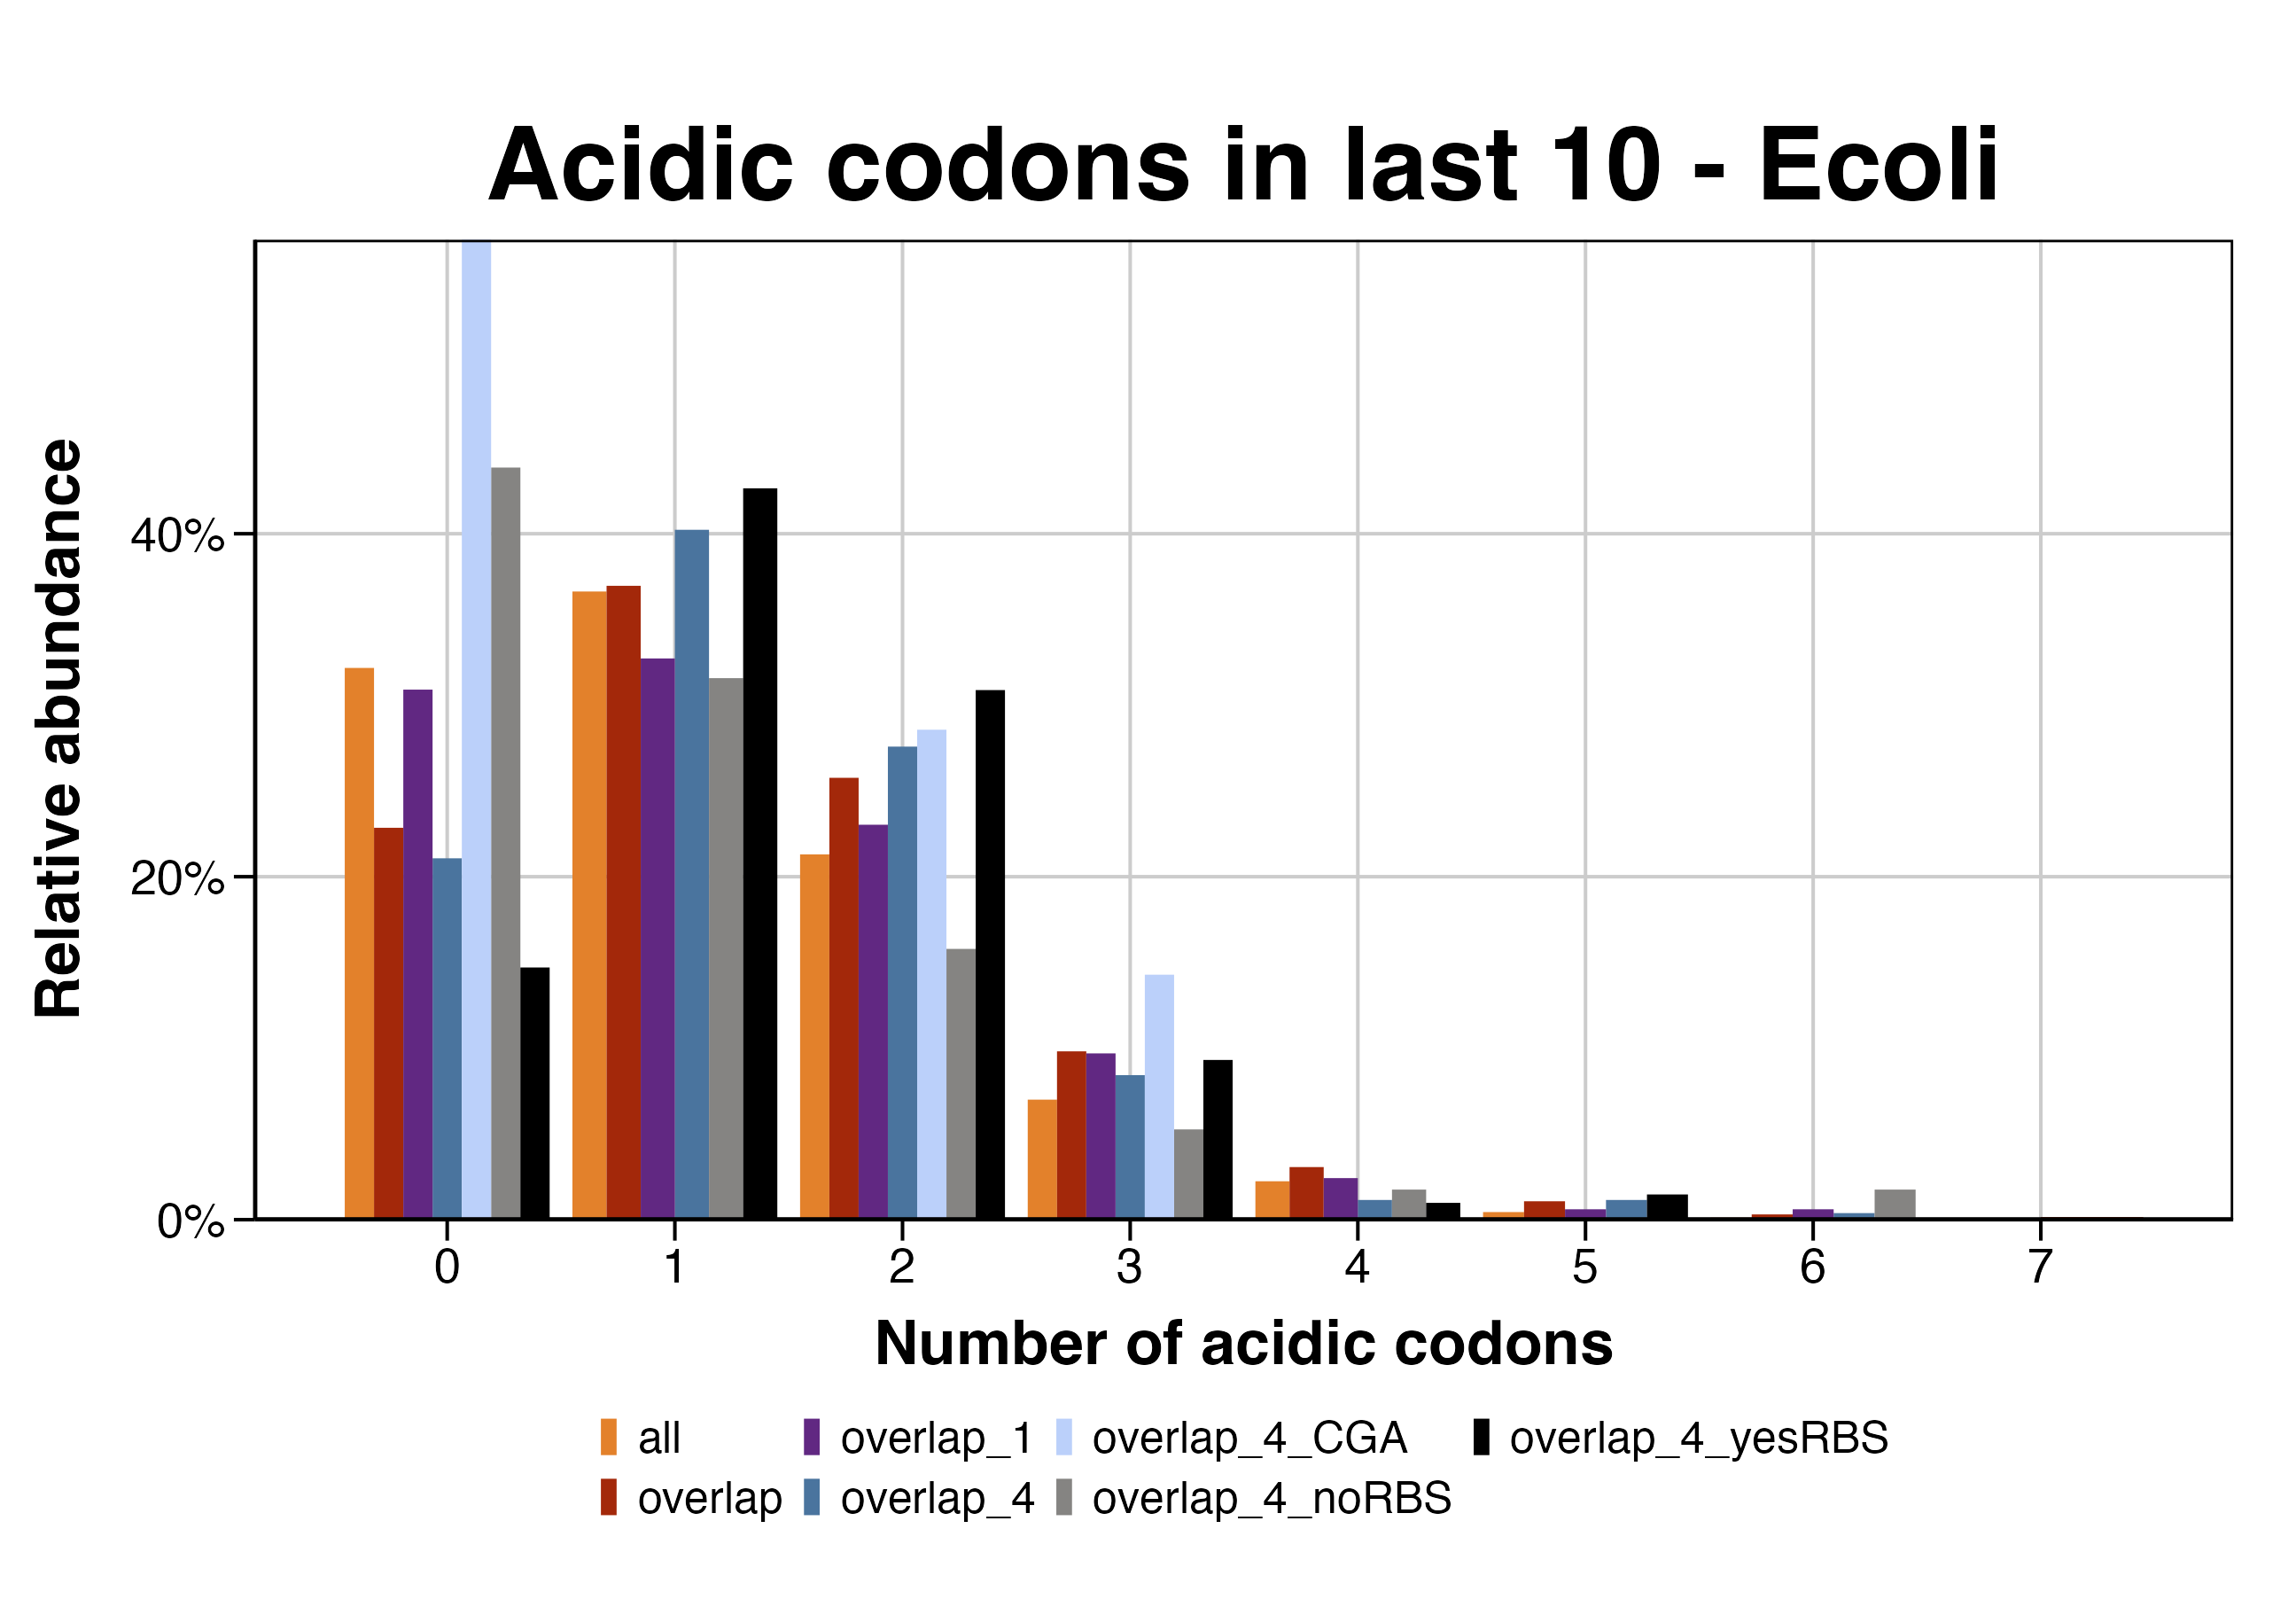 Acidic codons in last 10 - Ecoli
Relative abundance
40%
20%
0%
0 1 2 3 4 5 6 7
Number of acidic codons
all overlap_1 overlap_4_CGA overlap_4_yesRBS
overlap overlap_4 overlap_4_noRBS